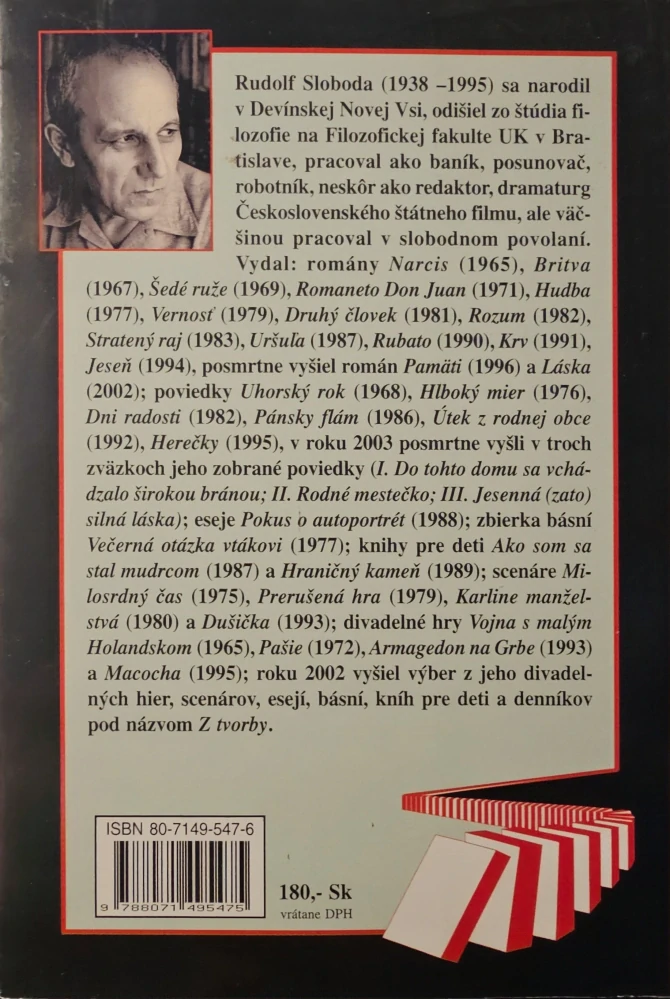 Rudolf Sloboda (1938 –1995) sa narodil
v Devínskej Novej Vsi, odišiel zo štúdia fi-
lozofie na Filozofickej fakulte UK v Bra-
tislave, pracoval ako baník, posunovač,
robotník, neskôr ako redaktor, dramaturg
Československého štátneho filmu, ale väč-
šinou pracoval v slobodnom povolaní.
Vydal: romány Narcis (1965), Britva
(1967), Šedé ruže (1969), Romaneto Don Juan (1971), Hudba
(1977), Vernosť (1979), Druhý človek (1981), Rozum (1982),
Stratený raj (1983), Uršuľa (1987), Rubato (1990), Krv (1991),
Jeseň (1994), posmrtne vyšiel román Pamäti (1996) a Láska
(2002); poviedky Uhorský rok (1968), Hlboký mier (1976),
Dni radosti (1982), Pánsky flám (1986), Útek z rodnej obce
(1992), Herečky (1995), v roku 2003 posmrtne vyšli v troch
zväzkoch jeho zobrané poviedky (I. Do tohto domu sa vchá-
dzalo širokou bránou; II. Rodné mestečko; III. Jesenná (zato)
silná láska); eseje Pokus o autoportrét (1988); zbierka básní
Večerná otázka vtákovi (1977); knihy pre deti Ako som sa
stal mudrcom (1987) a Hraničný kameň (1989); scenáre Mi-
losrdný čas (1975), Prerušená hra (1979), Karline manžel-
stvá (1980) a Dušička (1993); divadelné hry Vojna s malým
Holandskom (1965), Pašie (1972), Armagedon na Grbe (1993)
a Macocha (1995); roku 2002 vyšiel výber z jeho divadel-
ných hier, scenárov, esejí, básní, kníh pre deti a denníkov
pod názvom Z tvorby.
ISBN 80-7149-547-6
9 788071 495475
180,- Sk
vrátane DPH